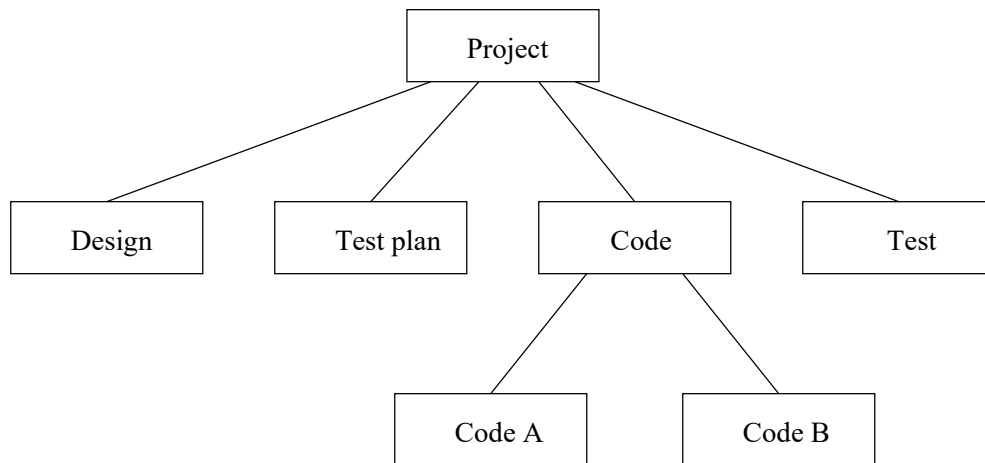 Project
Design
Test plan
Code
Test
Code A
Code B